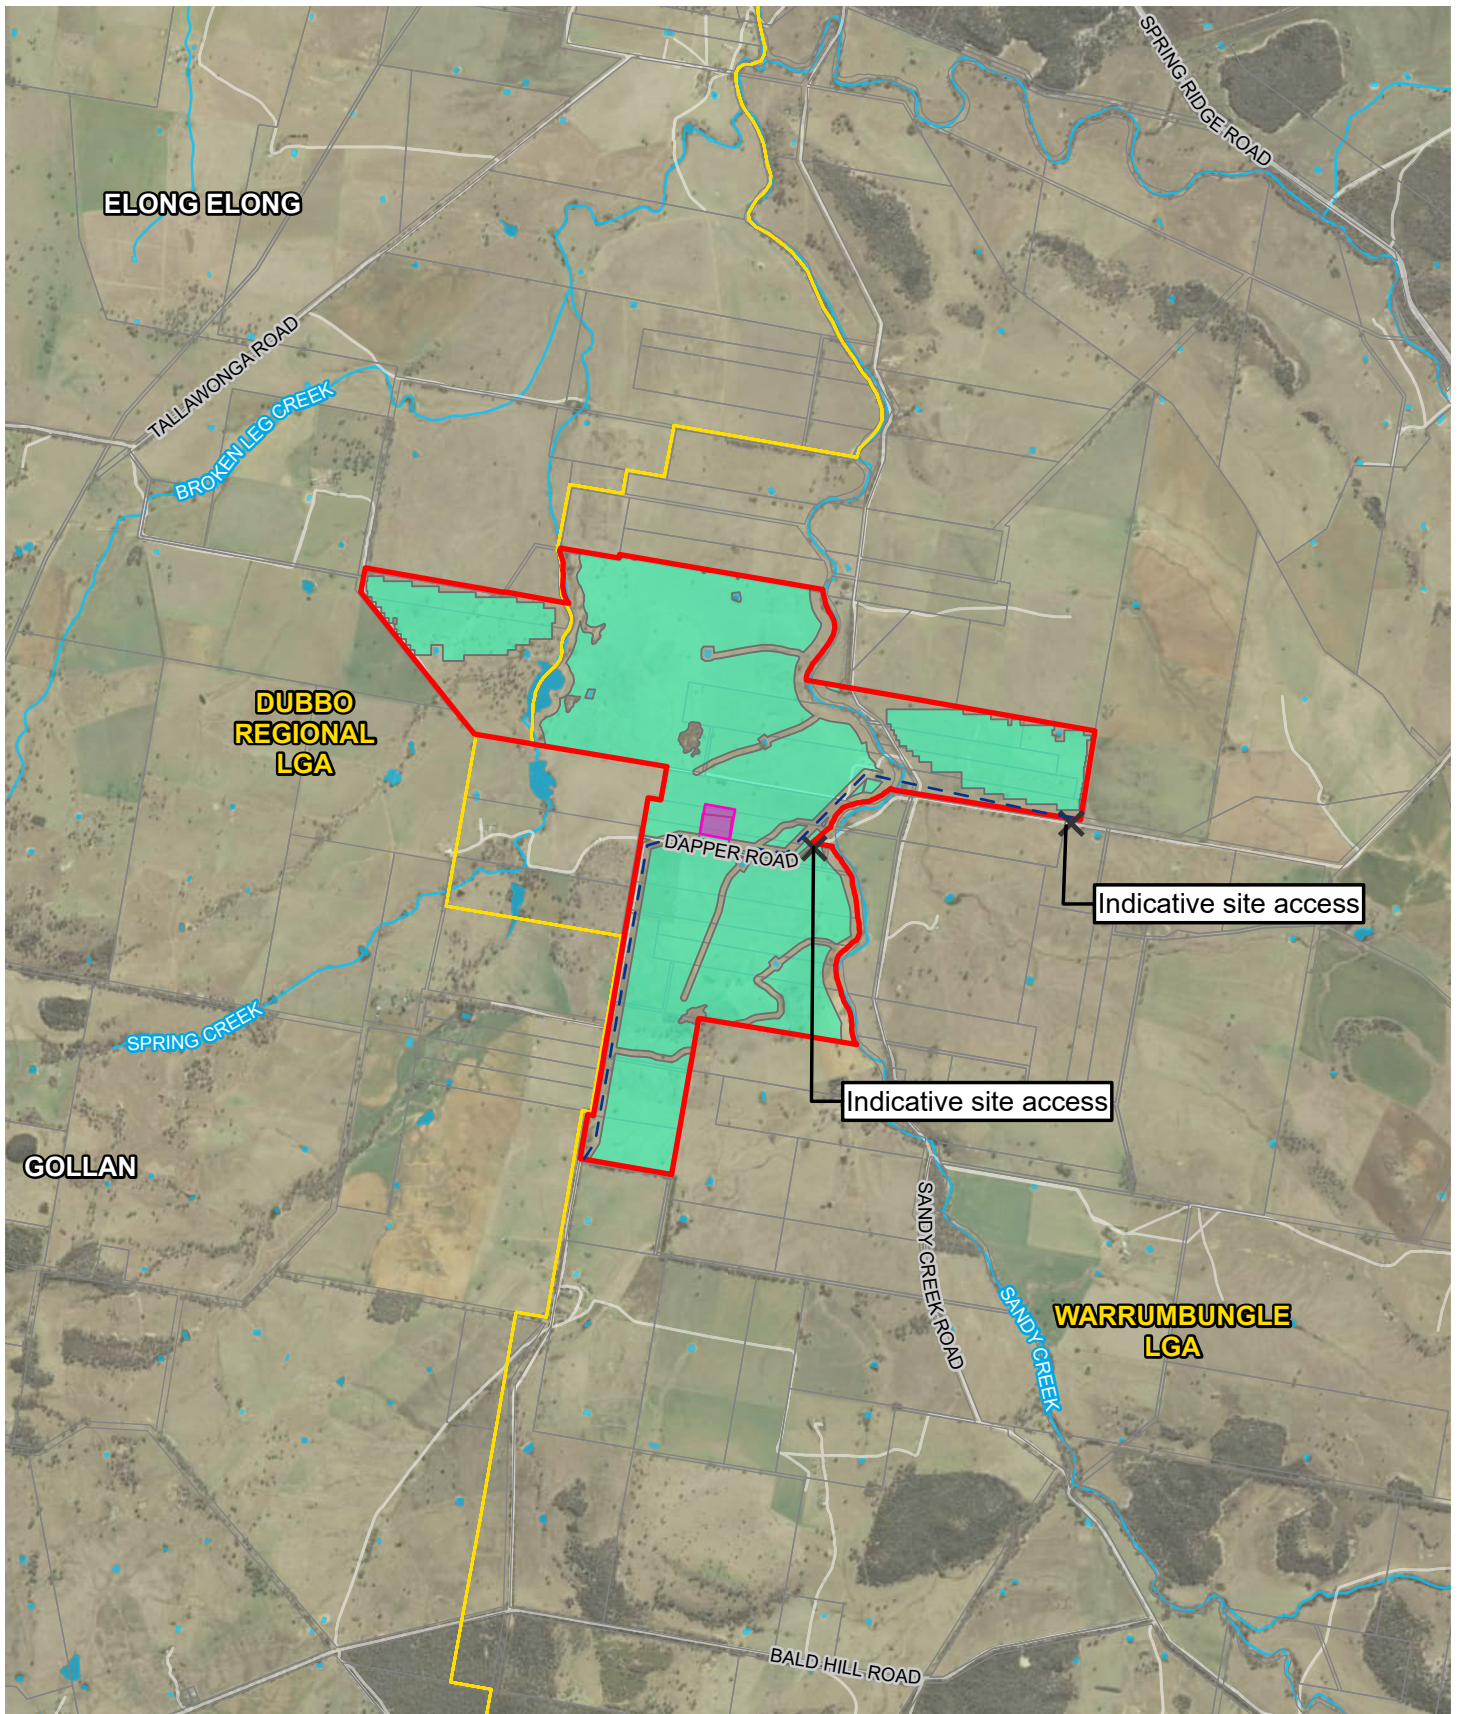 SPRING RIDGE ROAD
ELONG ELONG
TALLAWONGA ROAD
BROKEN LEG CREEK
DUBBO
REGIONAL
LGA
DAPPER ROAD
Indicative site access
SPRING CREEK
Indicative site access
GOLLAN
SANDY CREEK ROAD
SANDY CREEK
WARRUMBUNGLE
LGA
BALD HILL ROAD